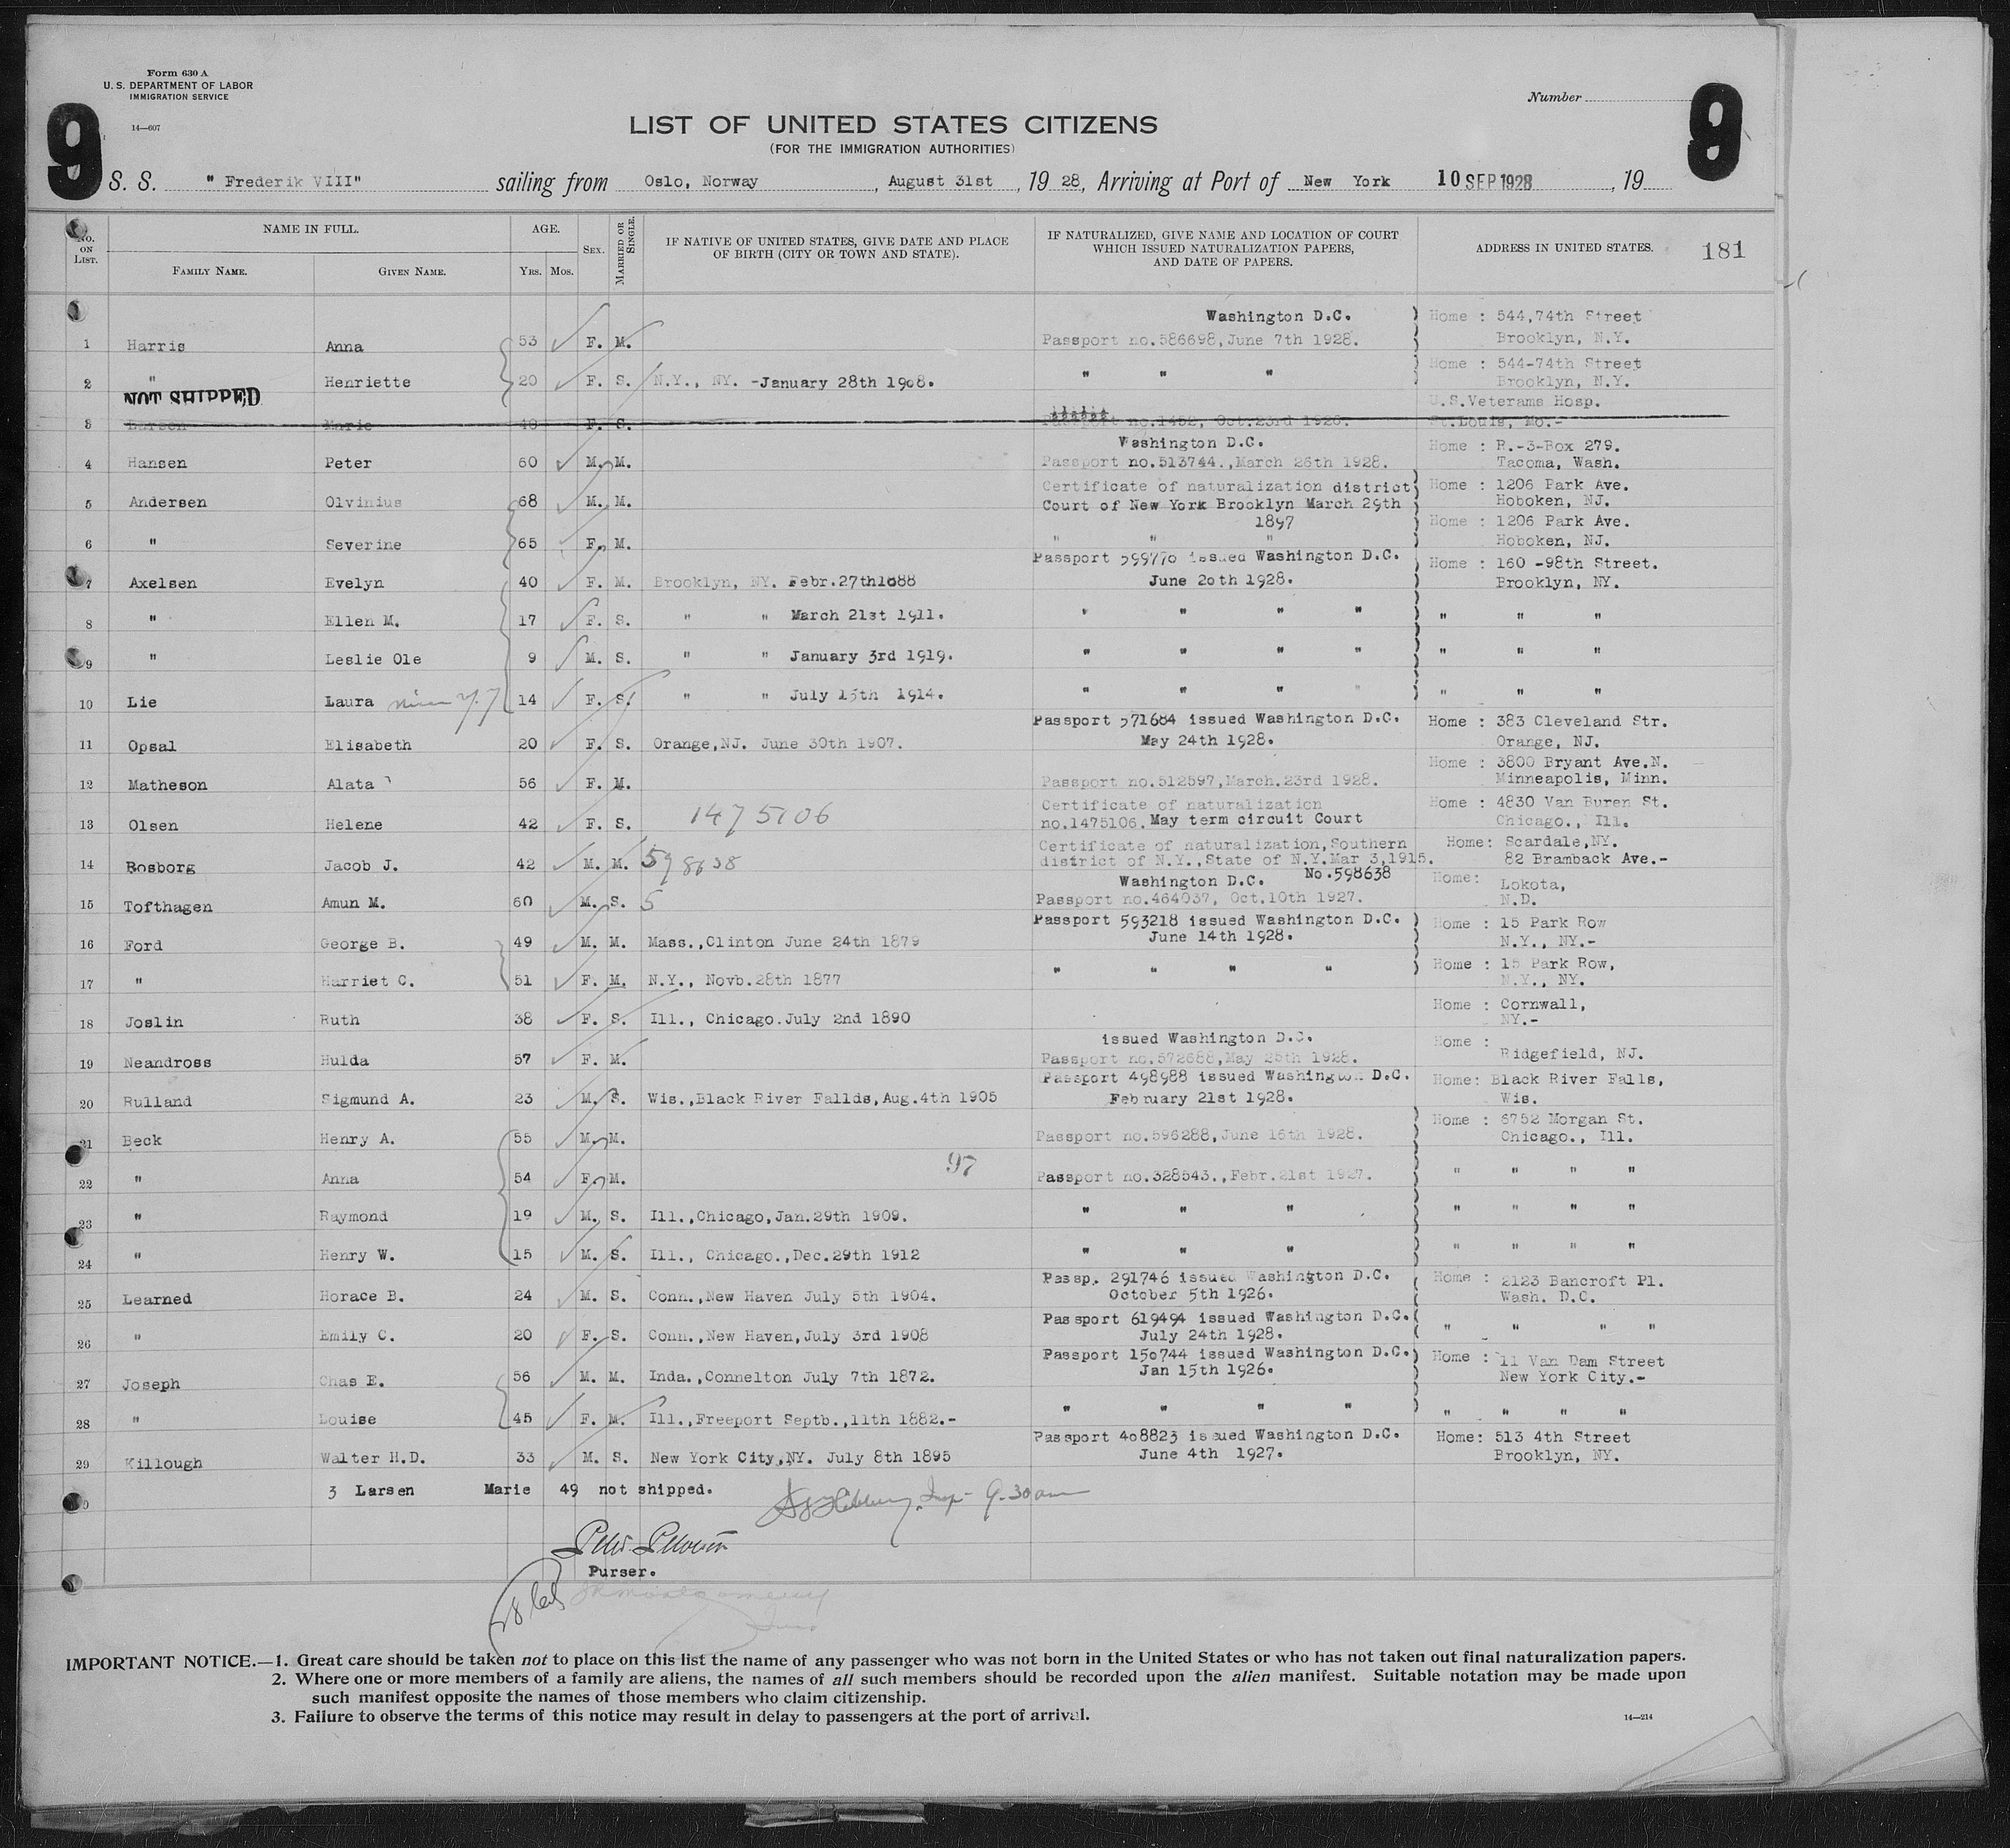 Form 630 A
U. S. DEPARTMENT OF LABOR
IMMIGRATION SERVICE
14—607
9
9
Number
LIST OF UNITED STATES CITIZENS
(FOR THE IMMIGRATION AUTHORITIES)
S. S. " Frederik VIII" sailing from Oslo, Norway , August 31st , 19 28, Arriving at Port of New York 10 SEP 1928 , 19
No. ON LIST. NAME IN FULL. FAMILY NAME. GIVEN NAME. AGE. YRS. MOS. SEX. MARRIED OR SINGLE. IF NATIVE OF UNITED STATES, GIVE DATE AND PLACE OF BIRTH (CITY OR TOWN AND STATE). IF NATURALIZED, GIVE NAME AND LOCATION OF COURT WHICH ISSUED NATURALIZATION PAPERS, AND DATE OF PAPERS. ADDRESS IN UNITED STATES. 181
Washington D.C. Home : 544,74th Street
1 Harris Anna 53 F. M. Passport no.586698,June 7th 1928. Brooklyn, N.Y.
Home : 544-74th Street
2 " Henriette 20 F. S. N.Y., NY. -January 28th 1908. " " " Brooklyn, N.Y.
NOT SHIPPED U.S.Veterans Hosp.
3 Larsen Marie 49 F. S. Passport no.1452, Oct.23rd 1926. St.Louis, Mo.-
Washington D.C. Home : R.-3-Box 279.
4 Hansen Peter 60 M. M. Passport no.513744.,March 26th 1928. Tacoma, Wash.
Certificate of naturalization district Home : 1206 Park Ave.
5 Andersen Olvinius 68 M. M. Court of New York Brooklyn March 29th Hoboken, NJ.
1897 Home : 1206 Park Ave.
6 " Severine 65 F. M. " " " Hoboken, NJ.
Passport 599770 issued Washington D.C. Home : 160 -98th Street.
7 Axelsen Evelyn 40 F. M. Brooklyn, NY. Febr.27th1888 June 20th 1928. Brooklyn, NY.
8 " Ellen M. 17 F. S. " " March 21st 1911. " " " " " " "
9 " Leslie Ole 9 M. S. " " January 3rd 1919. " " " " " " "
10 Lie Laura 14 F. S. " " July 13th 1914. " " " " " " "
Passport 571684 issued Washington D.C. Home : 383 Cleveland Str.
11 Opsal Elisabeth 20 F. S. Orange,NJ. June 30th 1907. May 24th 1928. Orange, NJ.
Home : 3800 Bryant Ave.N.
12 Matheson Alata 56 F. M. Passport no.512597,March.23rd 1928. Minneapolis, Minn.
Certificate of naturalization Home : 4830 Van Buren St.
13 Olsen Helene 42 F. S. 1475106 no.1475106. May term circuit Court Chicago., Ill.
Certificate of naturalization,Southern Home: Scardale,NY.
14 Rosborg Jacob J. 42 M. M. 598638 district of N.Y.,State of N.Y.Mar 3,1915. 82 Bramback Ave.-
Washington D.C. No.598638 Home: Lokota,
15 Tofthagen Amun M. 60 M. S. 5 Passport no.464037, Oct.10th 1927. N.D.
Passport 593218 issued Washington D.C. Home : 15 Park Row
16 Ford George B. 49 M. M. Mass.,Clinton June 24th 1879 June 14th 1928. N.Y., NY.-
Home : 15 Park Row,
17 " Harriet C. 51 F. M. N.Y., Novb.28th 1877 " " " " N.Y., NY.
Home : Cornwall,
18 Joslin Ruth 38 F. S. Ill., Chicago.July 2nd 1890 NY.-
issued Washington D.C. Home :
19 Neandross Hulda 57 F. M. Passport no.572688,May 25th 1928. Ridgefield, NJ.
Passport 498988 issued Washington D.C. Home: Black River Falls,
20 Rulland Sigmund A. 23 M. S. Wis.,Black River Fallds,Aug.4th 1905 February 21st 1928. Wis.
Home : 6752 Morgan St.
21 Beck Henry A. 55 M. M. Passport no.596288,June 16th 1928. Chicago., Ill.
97
22 " Anna 54 F. M. Passport no.328543.,Febr.21st 1927. " " " "
23 " Raymond 19 M. S. Ill.,Chicago,Jan.29th 1909. " " " " " " "
24 " Henry W. 15 M. S. Ill., Chicago.,Dec.29th 1912 " " " " " " "
Passp. 291746 issued Washington D.C. Home : 2123 Bancroft Pl.
25 Learned Horace B. 24 M. S. Conn.,New Haven July 5th 1904. October 5th 1926. Wash. D.C.
Passport 619494 issued Washington D.C.
26 " Emily C. 20 F. S. Conn.,New Haven,July 3rd 1908 July 24th 1928. " " " "
Passport 150744 issued Washington D.C. Home : 11 Van Dam Street
27 Joseph Chas E. 56 M. M. Inda.,Connelton July 7th 1872. Jan 15th 1926. New York City.-
28 " Louise 45 F. M. Ill.,Freeport Septb.,11th 1882.- " " " " " " " "
Passport 408823 issued Washington D.C. Home: 513 4th Street
29 Killough Walter H.D. 33 M. S. New York City,NY. July 8th 1895 June 4th 1927. Brooklyn, NY.
3 Larsen Marie 49 not shipped. 9.30 am
Purser.
IMPORTANT NOTICE.—1. Great care should be taken not to place on this list the name of any passenger who was not born in the United States or who has not taken out final naturalization papers.
2. Where one or more members of a family are aliens, the names of all such members should be recorded upon the alien manifest. Suitable notation may be made upon
such manifest opposite the names of those members who claim citizenship.
3. Failure to observe the terms of this notice may result in delay to passengers at the port of arrival.
14—214